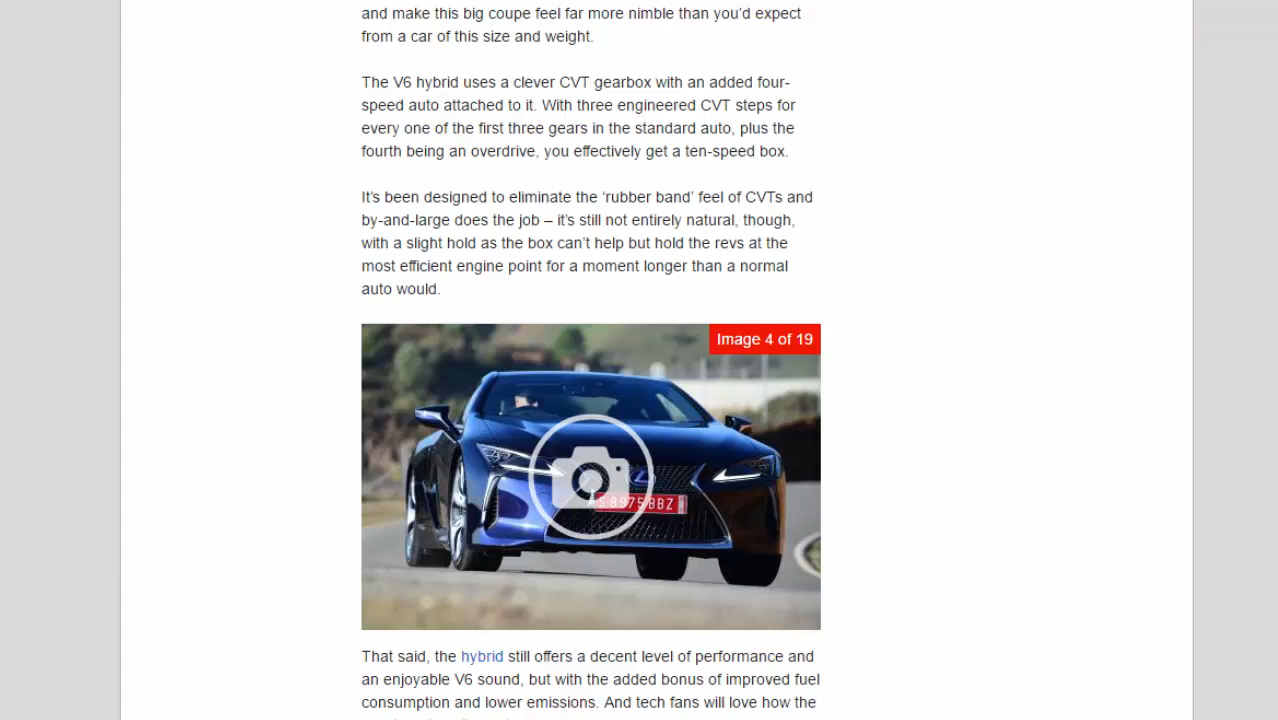 and make this big coupe feel far more nimble than you’d expect
from a car of this size and weight.
The V6 hybrid uses a clever CVT gearbox with an added four-
speed auto attached to it. With three engineered CVT steps for
every one of the first three gears in the standard auto, plus the
fourth being an overdrive, you effectively get a ten-speed box.
It’s been designed to eliminate the ‘rubber band’ feel of CVTs and
by-and-large does the job – it’s still not entirely natural, though,
with a slight hold as the box can’t help but hold the revs at the
most efficient engine point for a moment longer than a normal
auto would.
Image 4 of 19
S 8975 BBZ
That said, the hybrid still offers a decent level of performance and
an enjoyable V6 sound, but with the added bonus of improved fuel
consumption and lower emissions. And tech fans will love how the